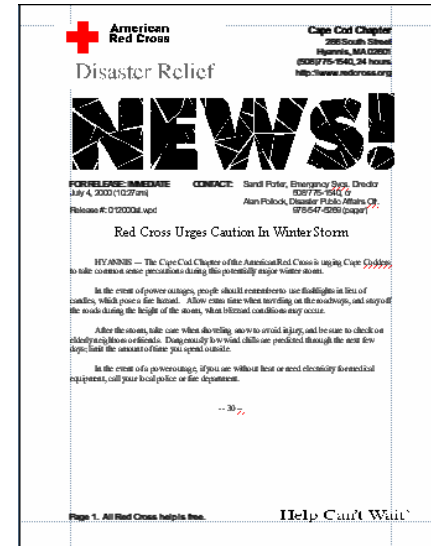 American
Red Cross
Cape Cod Chapter
286 South Street
Hyannis, MA 02601
(508)775-1540, 24 hours
http://www.redcross.org
Disaster Relief
NEWS!
FOR RELEASE: IMMEDIATE CONTACT: Sandi Porter, Emergency Svcs. Director
July 4, 2000 (10:27am) 508/775-1540, or
Alan Pollock, Disaster Public Affairs Off.
Release #: 012000sl.wpd 978-547-5269 (pager)
Red Cross Urges Caution In Winter Storm
HYANNIS — The Cape Cod Chapter of the American Red Cross is urging Cape Codders
to take common sense precautions during this potentially major winter storm.
In the event of power outages, people should remember to use flashlights in lieu of
candles, which pose a fire hazard. Allow extra time when traveling on the roadways, and stay off
the roads during the height of the storm, when blizzard conditions may occur.
After the storm, take care when shoveling snow to avoid injury, and be sure to check on
elderly neighbors or friends. Dangerously low wind chills are predicted through the next few
days; limit the amount of time you spend outside.
In the event of a power outage, if you are without heat or need electricity for medical
equipment, call your local police or fire department.
-- 30 --
Page 1. All Red Cross help is free. Help Can't Wait